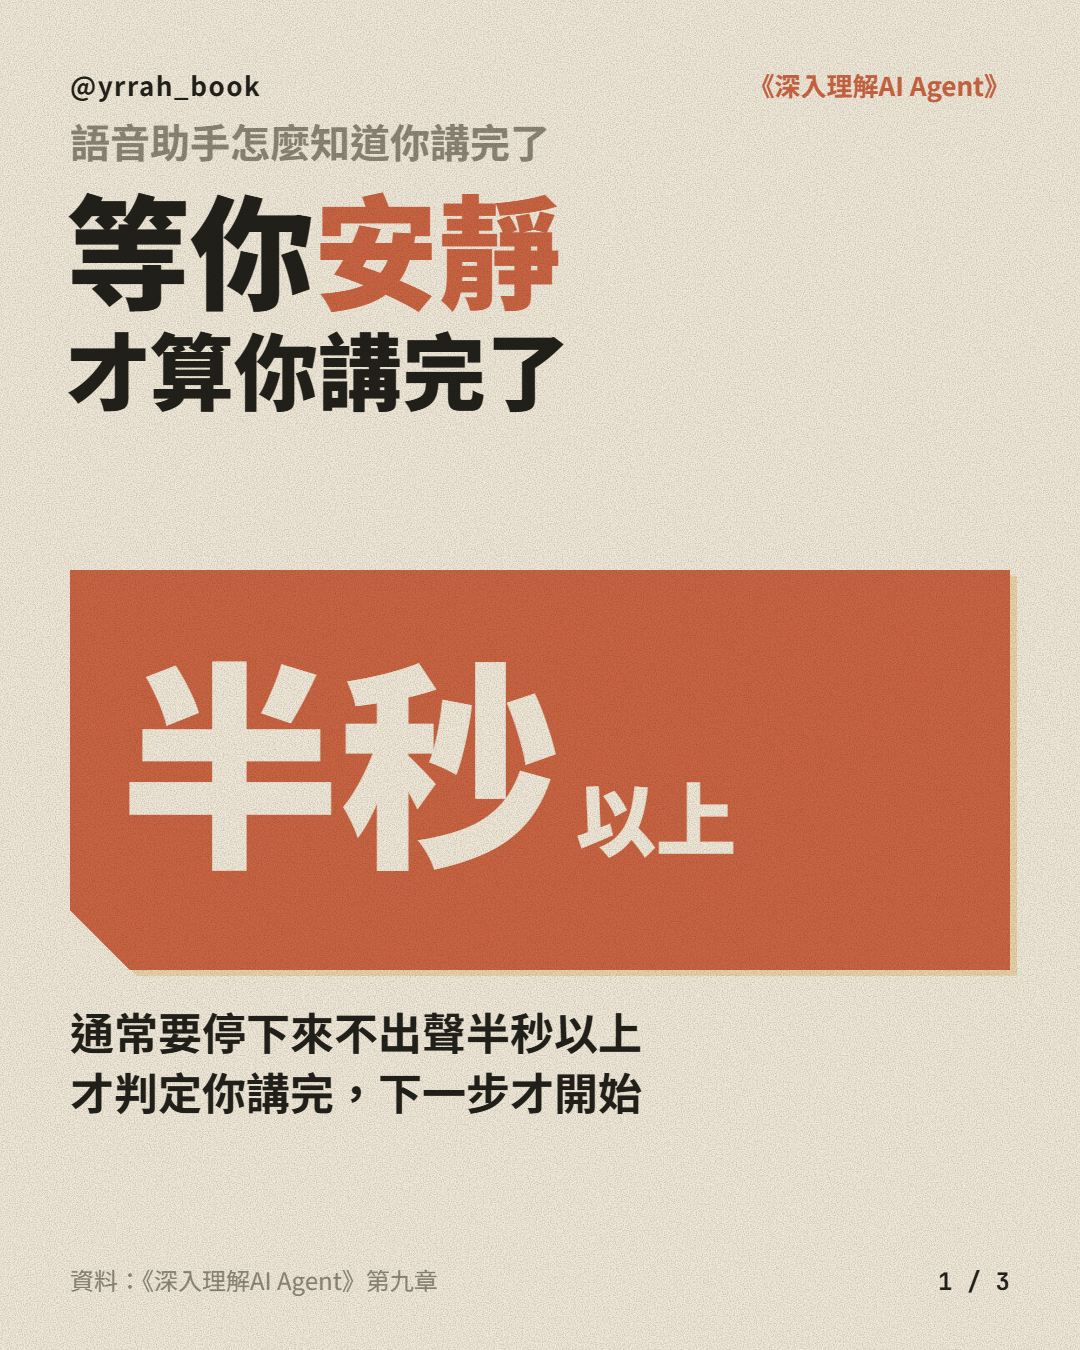 @yrrah_book
《深入理解AI Agent》
語音助手怎麼知道你講完了
等你安靜
才算你講完了
半秒以上
通常要停下來不出聲半秒以上
才判定你講完，下一步才開始
資料：《深入理解AI Agent》第九章
1 / 3